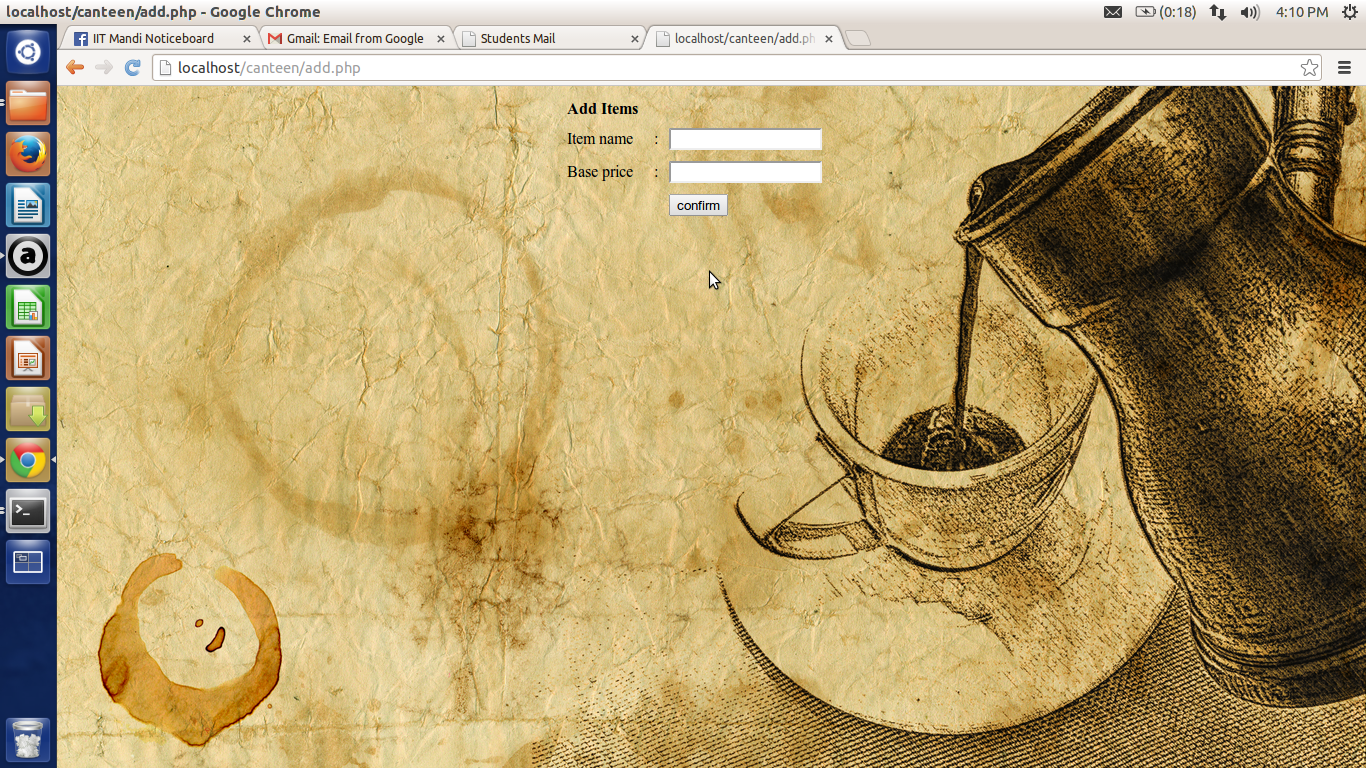 localhost/canteen/add.php - Google Chrome
(0:18)
4:10 PM
IIT Mandi Noticeboard
Gmail: Email from Google
Students Mail
localhost/canteen/add.ph
localhost/canteen/add.php
Add Items
Item name :
Base price :
confirm